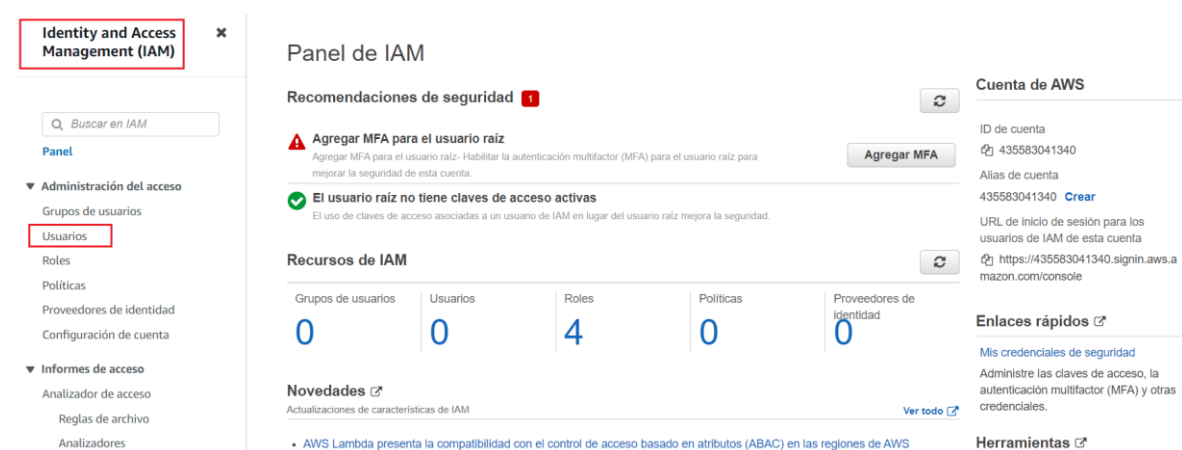 Identity and Access
Management (IAM)
Buscar en IAM
Panel
Administración del acceso
Grupos de usuarios
Usuarios
Roles
Políticas
Proveedores de identidad
Configuración de cuenta
Informes de acceso
Analizador de acceso
Reglas de archivo
Analizadores
Panel de IAM
Recomendaciones de seguridad 1
Agregar MFA para el usuario raíz
Agregar MFA para el usuario raíz- Habilitar la autenticación multifactor (MFA) para el usuario raíz para
mejorar la seguridad de esta cuenta.
Agregar MFA
El usuario raíz no tiene claves de acceso activas
El uso de claves de acceso asociadas a un usuario de IAM en lugar del usuario raíz mejora la seguridad.
Recursos de IAM
Grupos de usuarios
0
Usuarios
0
Roles
4
Políticas
0
Proveedores de
identidad
0
Novedades
Actualizaciones de características de IAM
Ver todo
• AWS Lambda presenta la compatibilidad con el control de acceso basado en atributos (ABAC) en las regiones de AWS
Cuenta de AWS
ID de cuenta
435583041340
Alias de cuenta
435583041340 Crear
URL de inicio de sesión para los
usuarios de IAM de esta cuenta
https://435583041340.signin.aws.a
mazon.com/console
Enlaces rápidos
Mis credenciales de seguridad
Administre las claves de acceso, la
autenticación multifactor (MFA) y otras
credenciales.
Herramientas